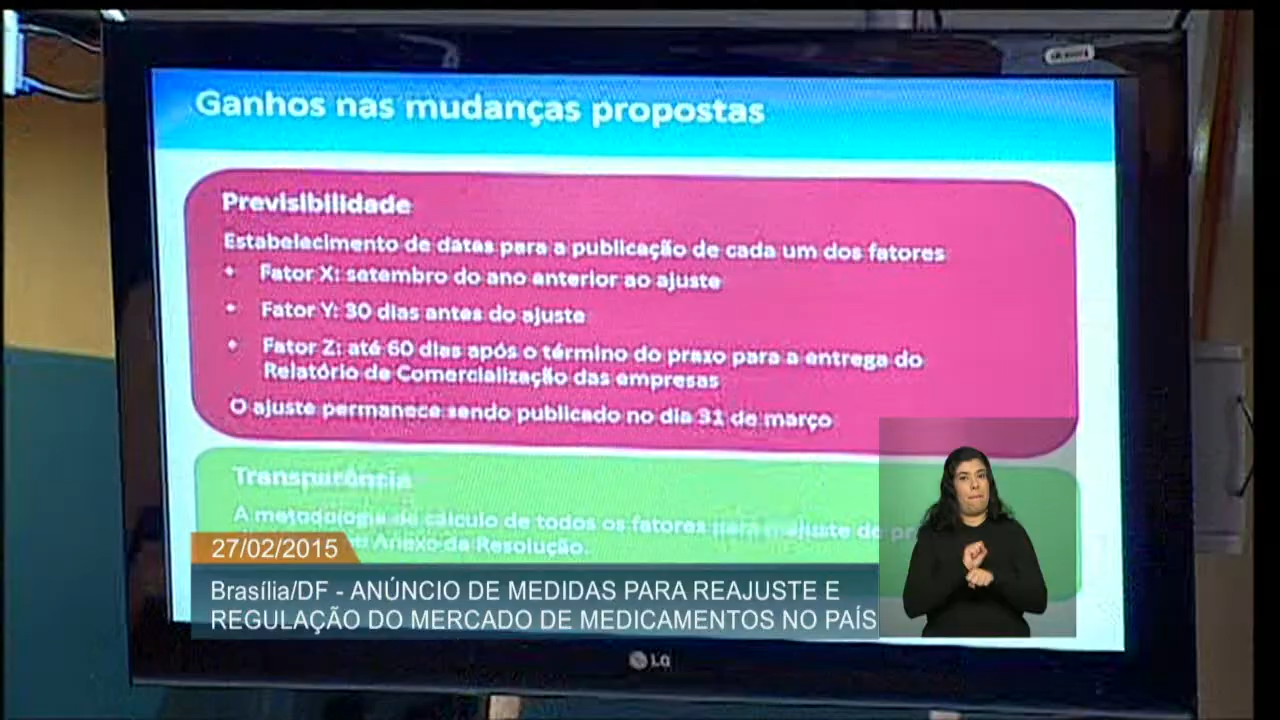 Ganhos nas mudanças propostas
Previsibilidade
Estabelecimento de datas para a publicação de cada um dos fatores
• Fator X: setembro do ano anterior ao ajuste
• Fator Y: 30 dias antes do ajuste
• Fator Z: até 60 dias após o término do prazo para a entrega do
Relatório de Comercialização das empresas
O ajuste permanece sendo publicado no dia 31 de março
Transparência
A metodologia de cálculo de todos os fatores para reajuste de
Anexo da Resolução.
27/02/2015
Brasília/DF - ANÚNCIO DE MEDIDAS PARA REAJUSTE E
REGULAÇÃO DO MERCADO DE MEDICAMENTOS NO PAÍS
LG